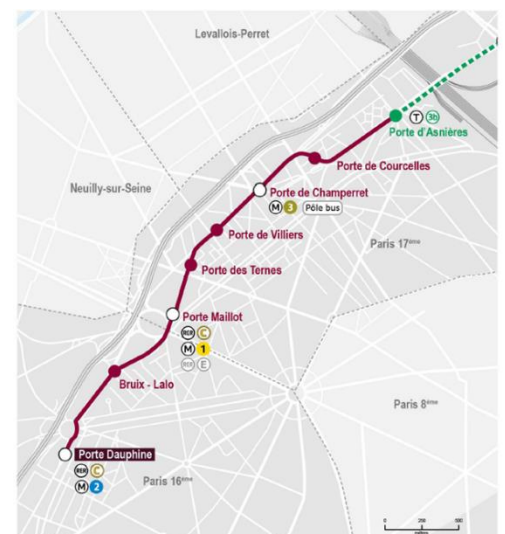 Levallois-Perret
T 3b
Porte d'Asnières
Porte de Courcelles
Neuilly-sur-Seine
Porte de Champerret
M 3 Pôle bus
Porte de Villiers
Paris 17ème
Porte des Ternes
Porte Maillot
RER C
M 1
RER E
Bruix - Lalo
Paris 8ème
Porte Dauphine
RER C
M 2
Paris 16ème
0 250 500
mètres